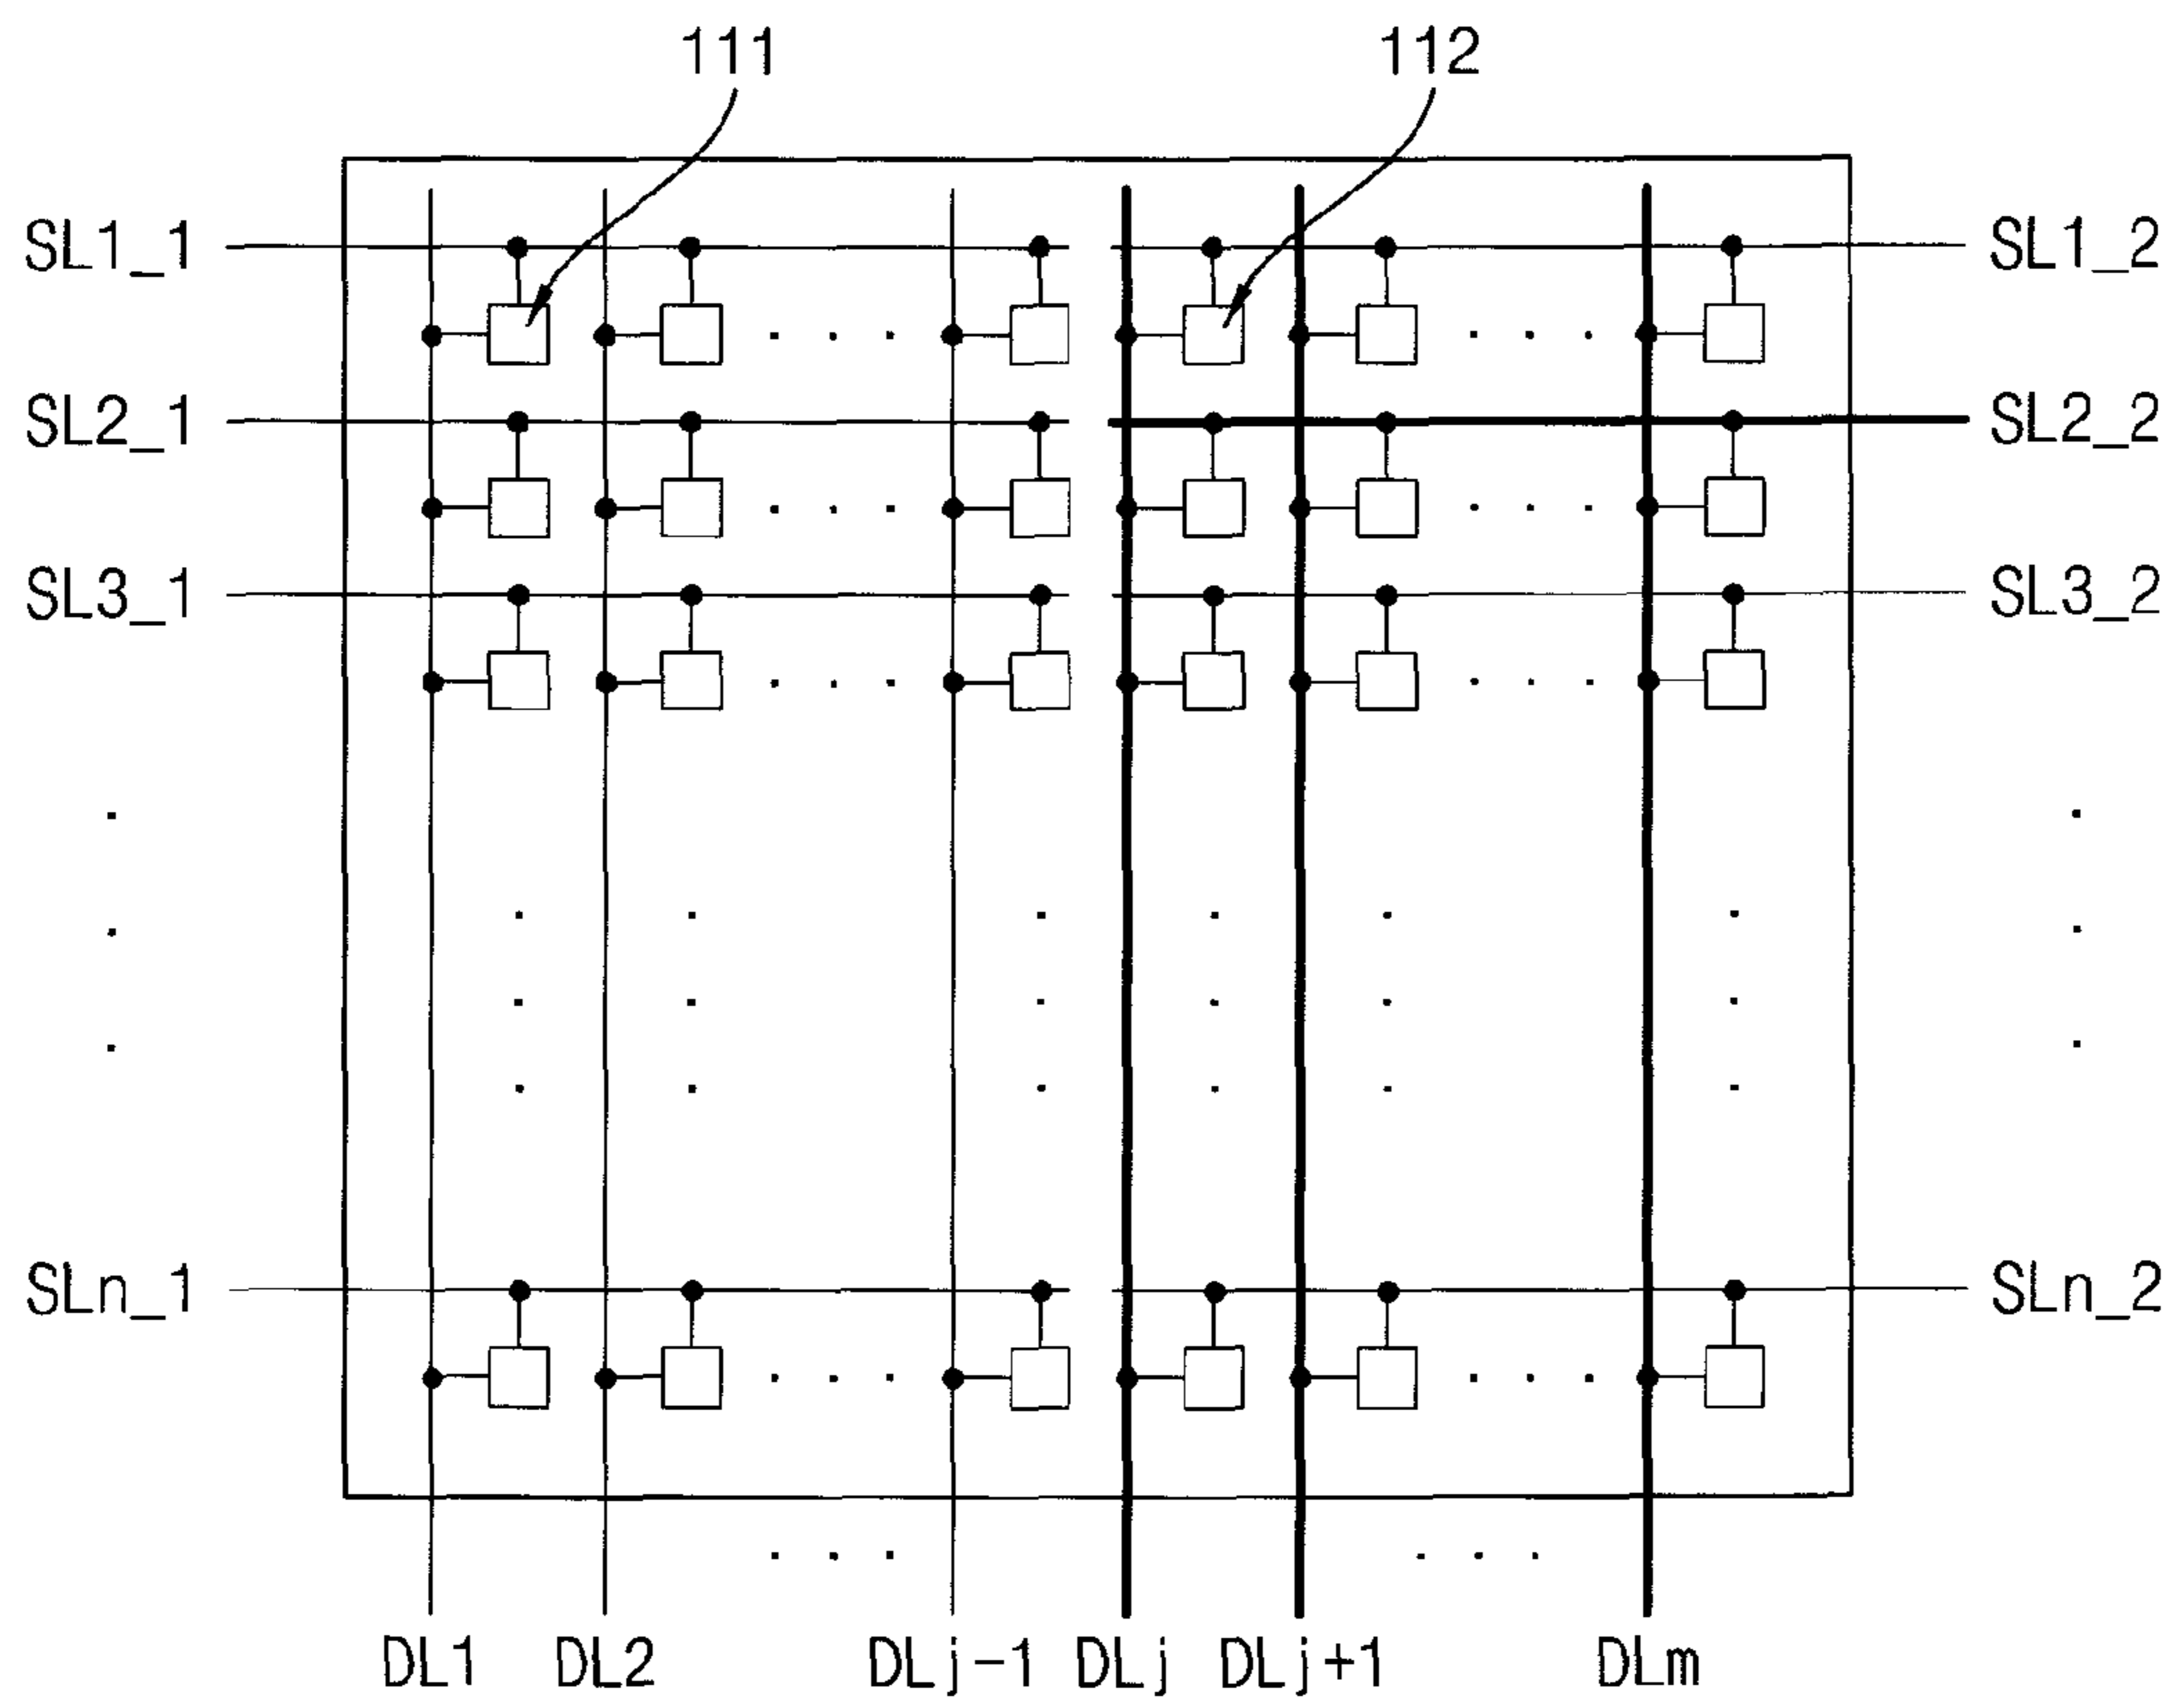 111 112
SL1_1 SL1_2
SL2_1 SL2_2
SL3_1 SL3_2
SLn_1 SLn_2
DL1 DL2 DLj-1 DLj DLj+1 DLm